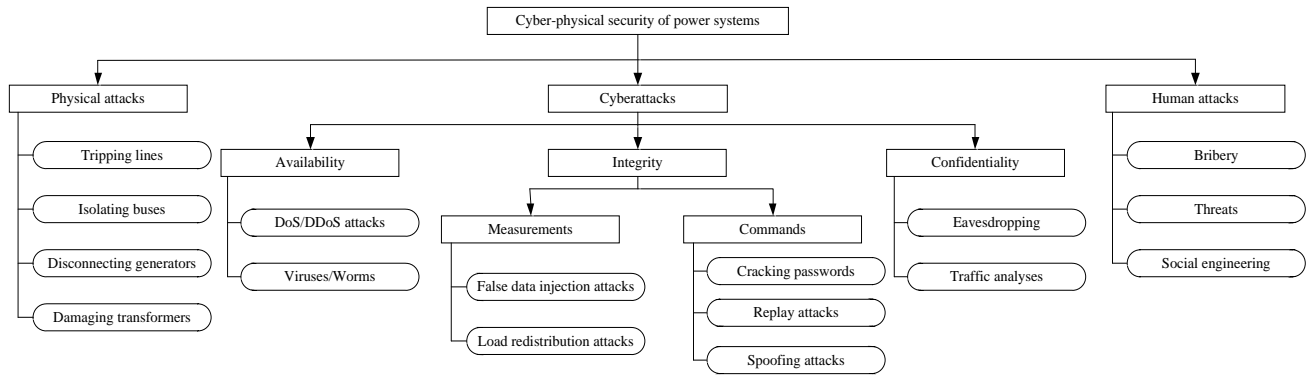 Cyber-physical security of power systems
Physical attacks
Cyberattacks
Human attacks
Tripping lines
Isolating buses
Disconnecting generators
Damaging transformers
Availability
DoS/DDoS attacks
Viruses/Worms
Integrity
Measurements
False data injection attacks
Load redistribution attacks
Commands
Cracking passwords
Replay attacks
Spoofing attacks
Confidentiality
Eavesdropping
Traffic analyses
Bribery
Threats
Social engineering